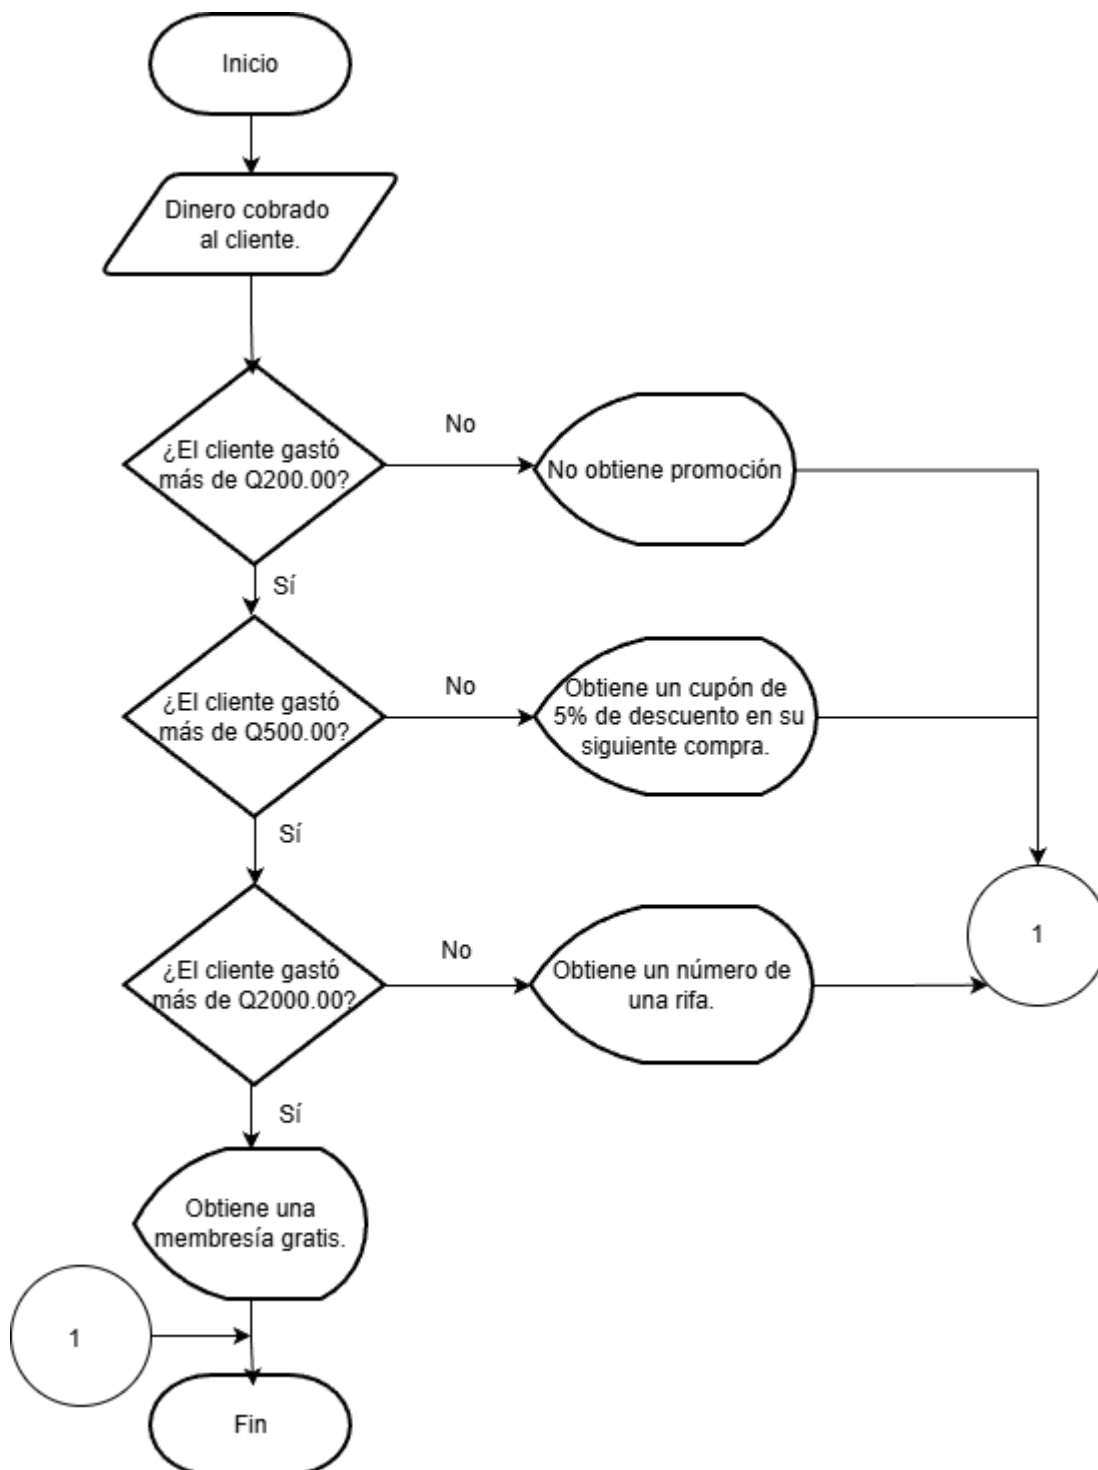 Inicio
Dinero cobrado
al cliente.
¿El cliente gastó
más de Q200.00?
No
No obtiene promoción
Sí
¿El cliente gastó
más de Q500.00?
No
Obtiene un cupón de
5% de descuento en su
siguiente compra.
Sí
¿El cliente gastó
más de Q2000.00?
No
Obtiene un número de
una rifa.
1
Sí
Obtiene una
membresía gratis.
1
Fin